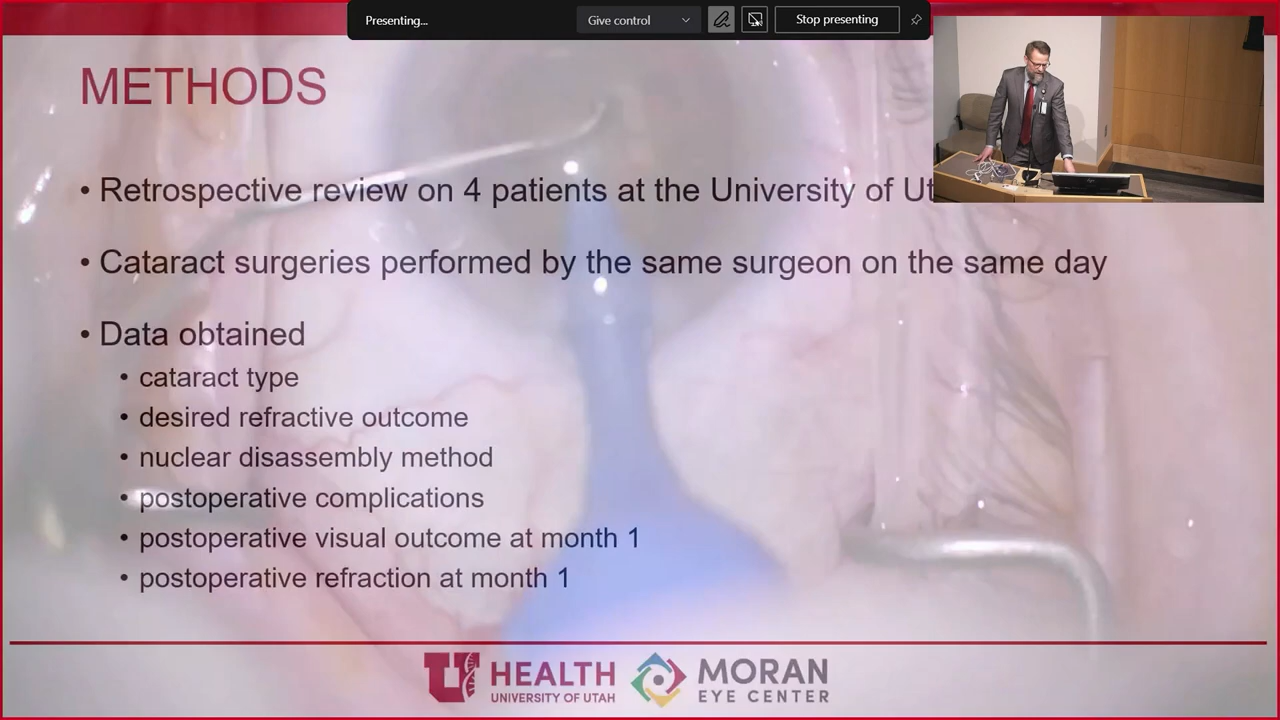 Presenting...
Give control
Stop presenting
METHODS
• Retrospective review on 4 patients at the University of
• Cataract surgeries performed by the same surgeon on the same day
• Data obtained
• cataract type
• desired refractive outcome
• nuclear disassembly method
• postoperative complications
• postoperative visual outcome at month 1
• postoperative refraction at month 1
U HEALTH
UNIVERSITY OF UTAH
MORAN
EYE CENTER